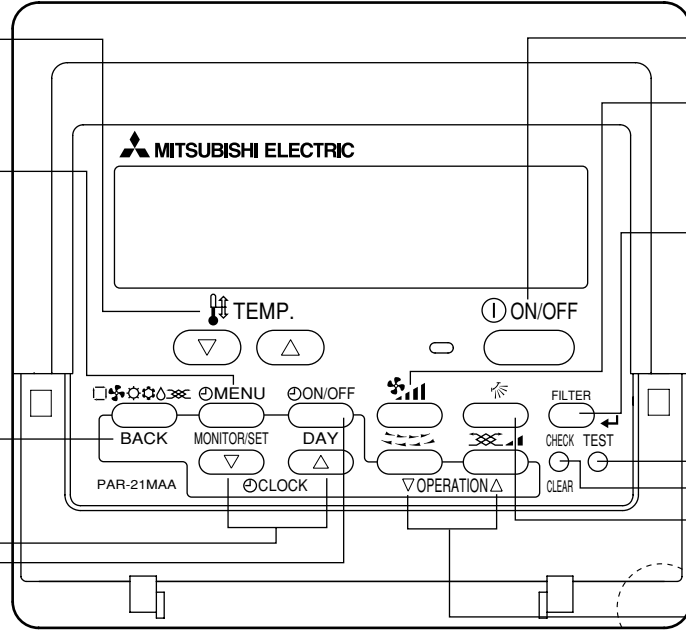 MITSUBISHI ELECTRIC
TEMP.
ON/OFF
MENU
ON/OFF
FILTER
BACK
MONITOR/SET
DAY
CHECK
TEST
PAR-21MAA
CLOCK
▽OPERATION△
CLEAR